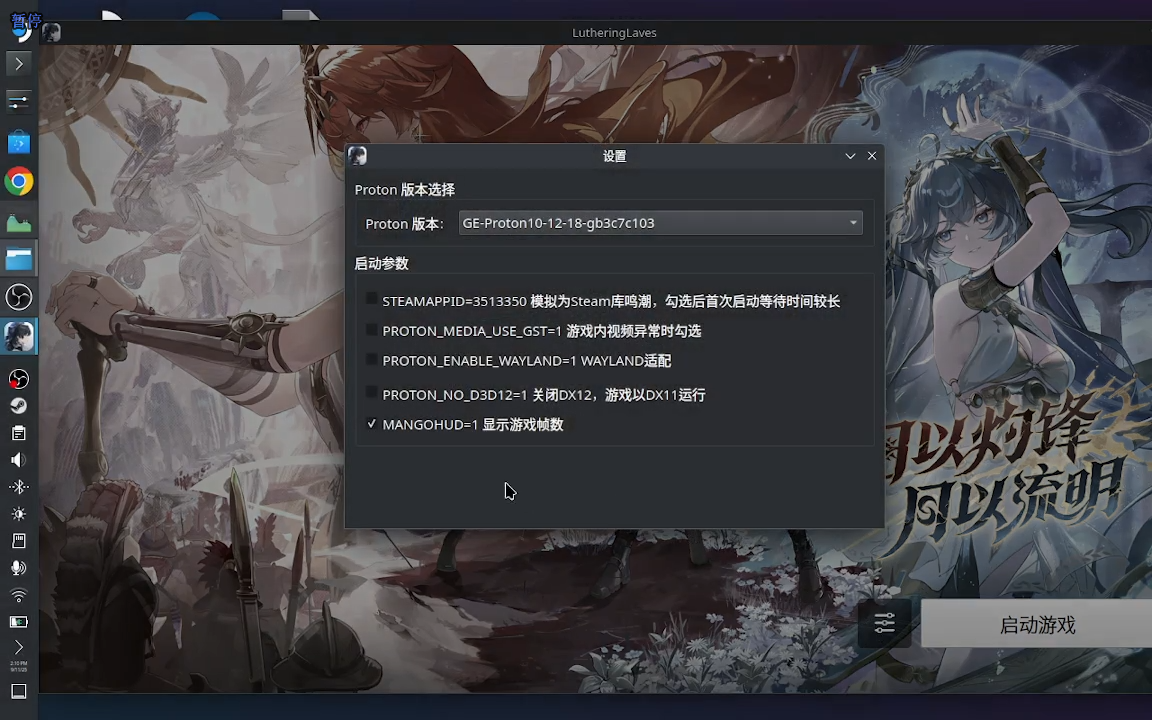 暂停
LutheringLaves
设置
Proton 版本选择
Proton 版本：
GE-Proton10-12-18-gb3c7c103
启动参数
STEAMAPPID=3513350 模拟为Steam库鸣潮，勾选后首次启动等待时间较长
PROTON_MEDIA_USE_GST=1 游戏内视频异常时勾选
PROTON_ENABLE_WAYLAND=1 WAYLAND适配
PROTON_NO_D3D12=1 关闭DX12，游戏以DX11运行
MANGOHUD=1 显示游戏帧数
以灼锋
月以流明
启动游戏
2:10 PM